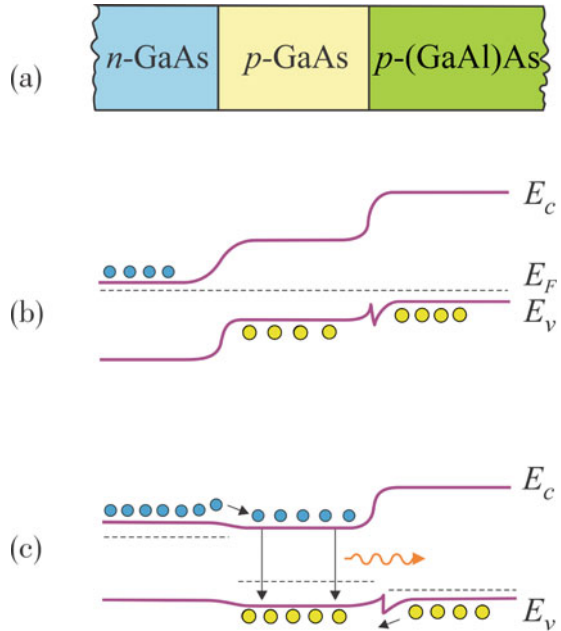 (a)
n-GaAs p-GaAs p-(GaAl)As
(b)
E_c
E_F
E_v
(c)
E_c
E_v